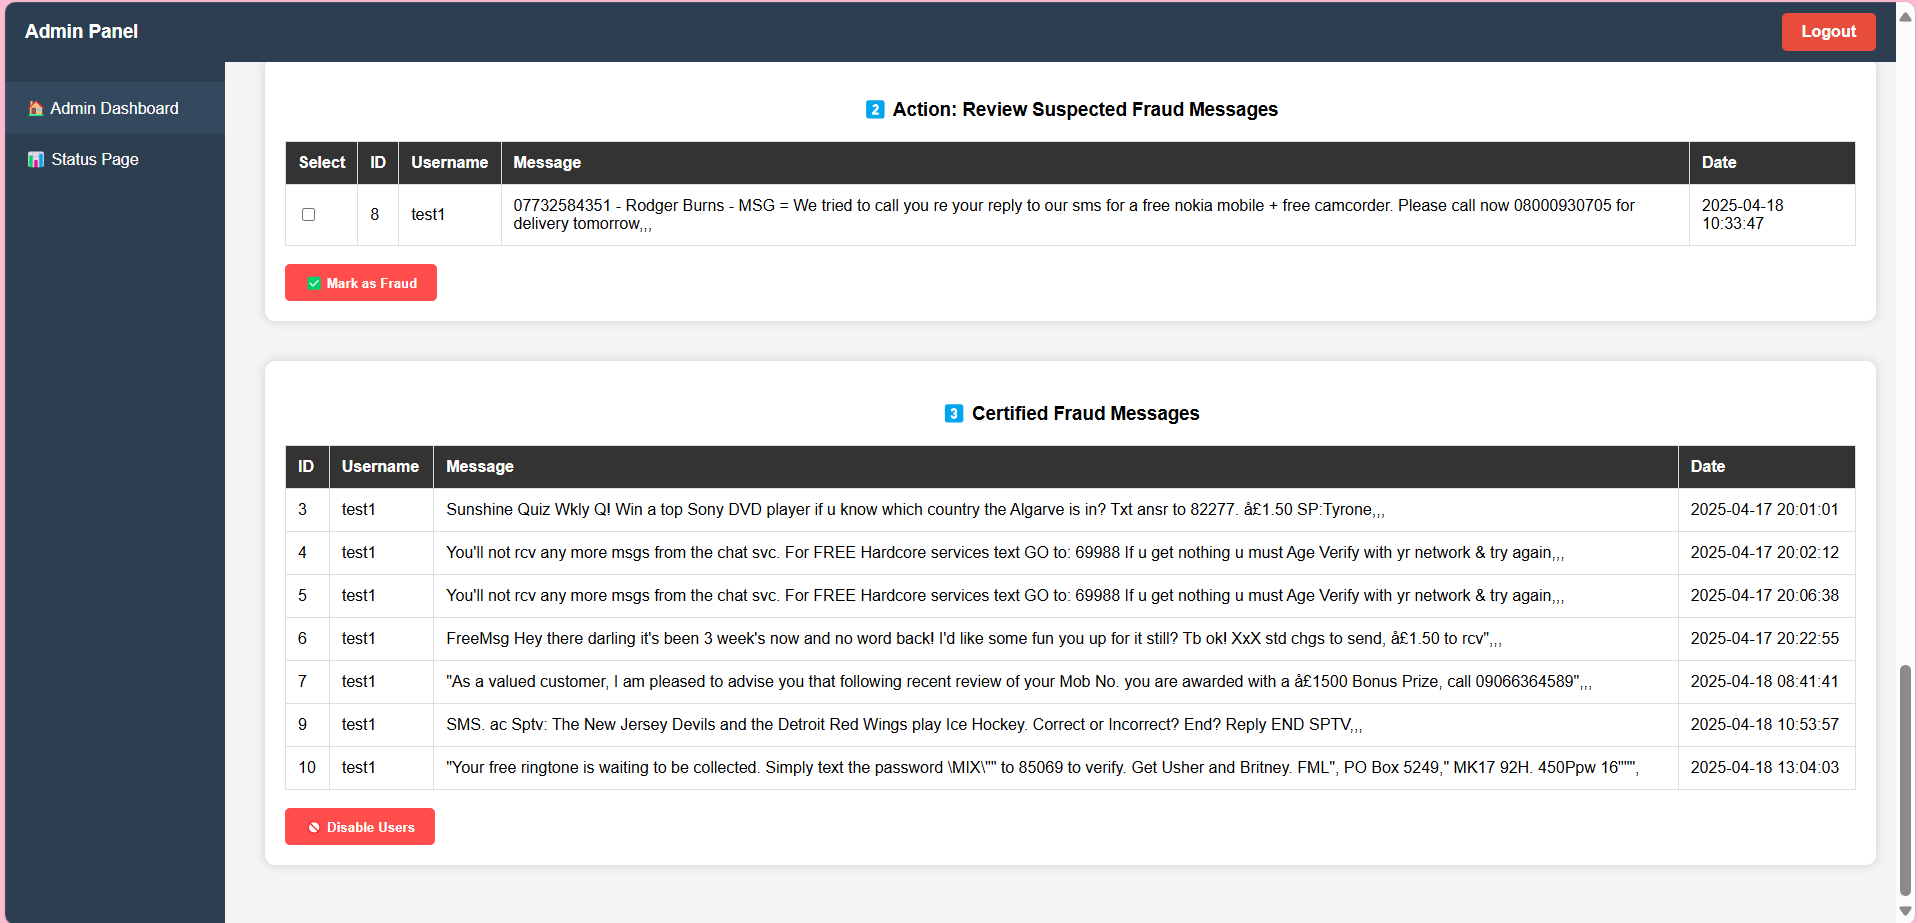 Admin Panel
Logout
🏠 Admin Dashboard
📊 Status Page
2️⃣ Action: Review Suspected Fraud Messages
Select ID Username Message Date
8 test1 07732584351 - Rodger Burns - MSG = We tried to call you re your reply to our sms for a free nokia mobile + free camcorder. Please call now 08000930705 for 2025-04-18
delivery tomorrow,,, 10:33:47
✅ Mark as Fraud
3️⃣ Certified Fraud Messages
ID Username Message Date
3 test1 Sunshine Quiz Wkly Q! Win a top Sony DVD player if u know which country the Algarve is in? Txt ansr to 82277. å£1.50 SP:Tyrone,,, 2025-04-17 20:01:01
4 test1 You'll not rcv any more msgs from the chat svc. For FREE Hardcore services text GO to: 69988 If u get nothing u must Age Verify with yr network & try again,,, 2025-04-17 20:02:12
5 test1 You'll not rcv any more msgs from the chat svc. For FREE Hardcore services text GO to: 69988 If u get nothing u must Age Verify with yr network & try again,,, 2025-04-17 20:06:38
6 test1 FreeMsg Hey there darling it's been 3 week's now and no word back! I'd like some fun you up for it still? Tb ok! XxX std chgs to send, å£1.50 to rcv",,, 2025-04-17 20:22:55
7 test1 "As a valued customer, I am pleased to advise you that following recent review of your Mob No. you are awarded with a å£1500 Bonus Prize, call 09066364589",,, 2025-04-18 08:41:41
9 test1 SMS. ac Sptv: The New Jersey Devils and the Detroit Red Wings play Ice Hockey. Correct or Incorrect? End? Reply END SPTV,,, 2025-04-18 10:53:57
10 test1 "Your free ringtone is waiting to be collected. Simply text the password \MIX\"" to 85069 to verify. Get Usher and Britney. FML", PO Box 5249," MK17 92H. 450Ppw 16""", 2025-04-18 13:04:03
🚫 Disable Users